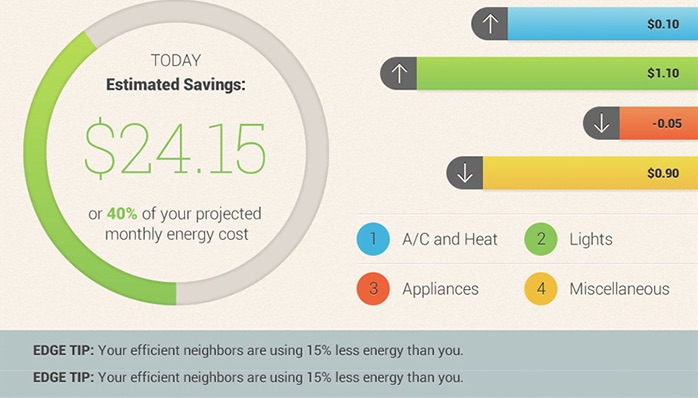 TODAY
Estimated Savings:
$24.15
or 40% of your projected
monthly energy cost
$0.10
$1.10
-0.05
$0.90
1 A/C and Heat
2 Lights
3 Appliances
4 Miscellaneous
EDGE TIP: Your efficient neighbors are using 15% less energy than you.
EDGE TIP: Your efficient neighbors are using 15% less energy than you.